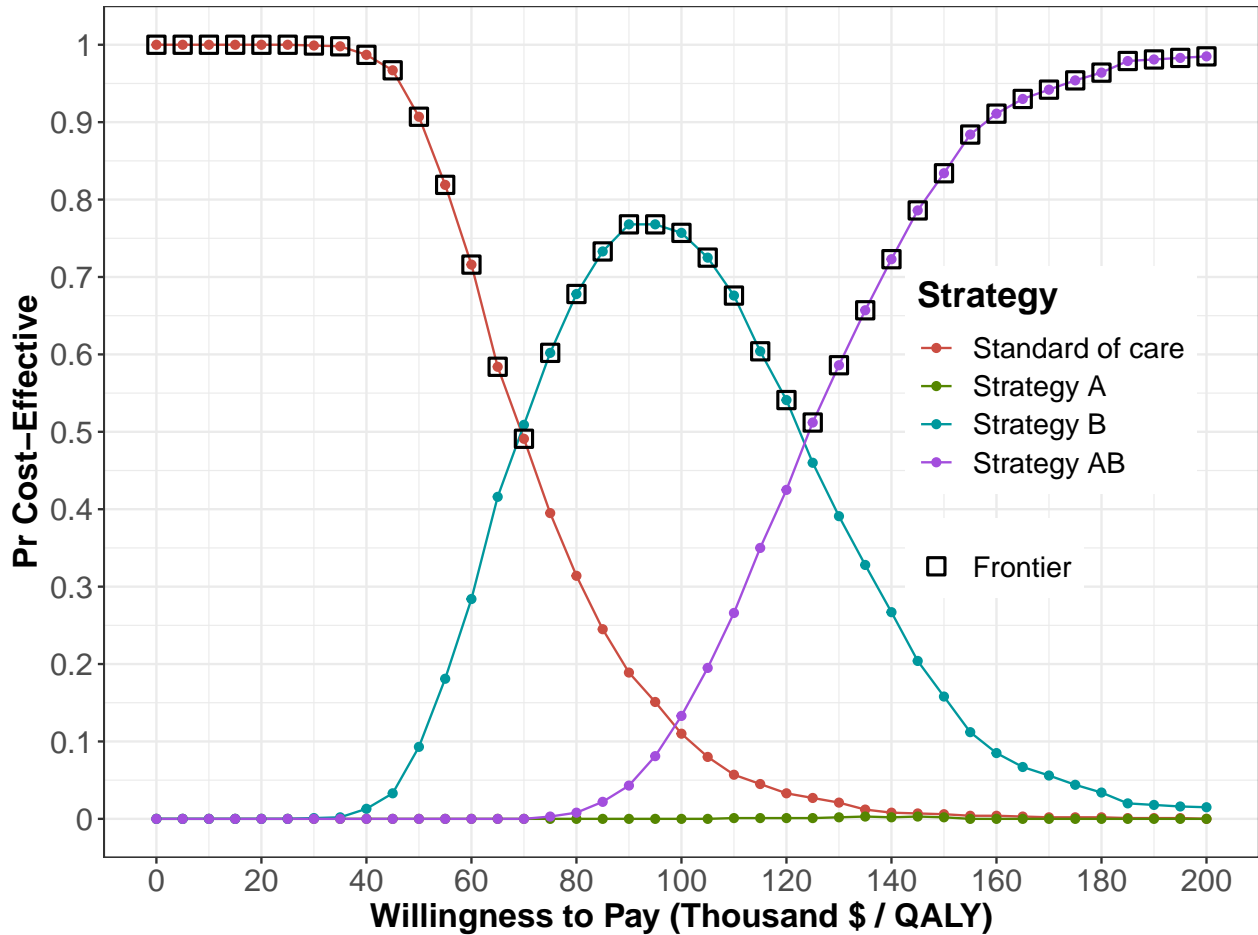 Pr Cost−Effective
1
0.9
0.8
0.7
0.6
0.5
0.4
0.3
0.2
0.1
0
Strategy
Standard of care
Strategy A
Strategy B
Strategy AB
Frontier
0 20 40 60 80 100 120 140 160 180 200
Willingness to Pay (Thousand $ / QALY)